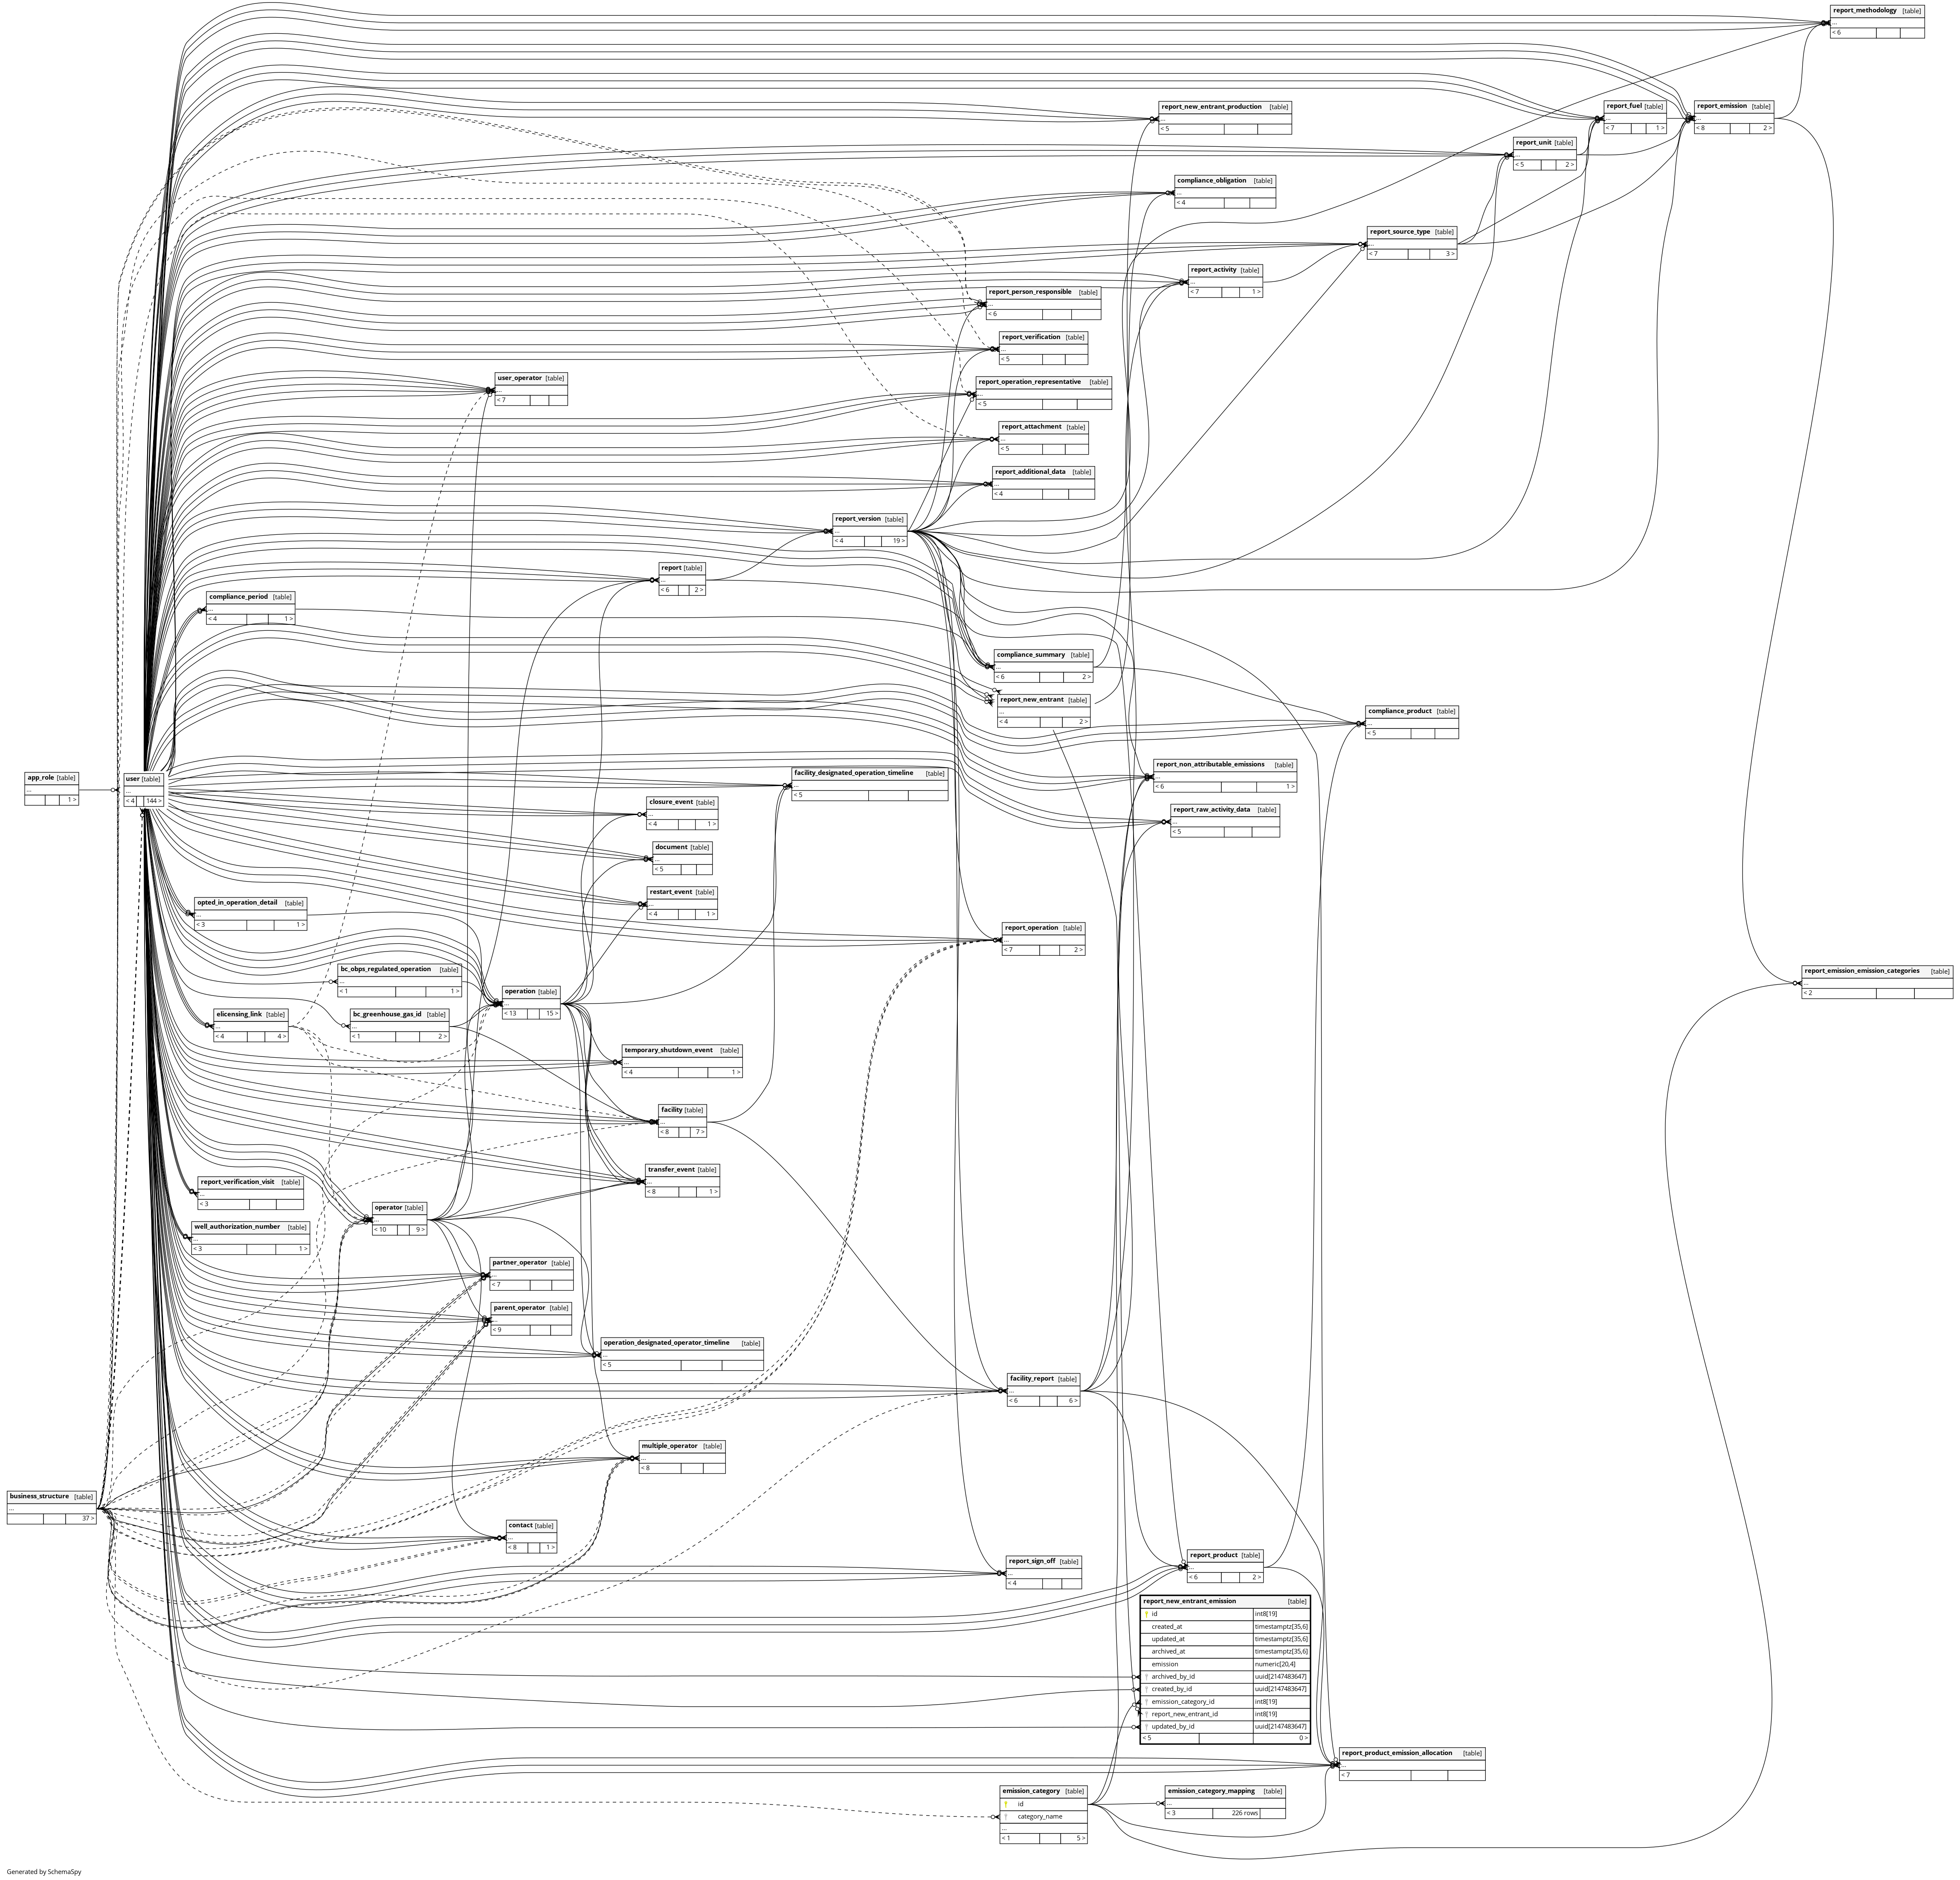 report_methodology [table]
...
< 6
report_new_entrant_production [table]
...
< 5
report_fuel [table]
...
< 7 1 >
report_emission [table]
...
< 8 2 >
report_unit [table]
...
< 5 2 >
compliance_obligation [table]
...
< 4
report_source_type [table]
...
< 7 3 >
report_activity [table]
...
< 7 1 >
report_person_responsible [table]
...
< 6
report_verification [table]
...
< 5
user_operator [table]
...
< 7
report_operation_representative [table]
...
< 5
report_attachment [table]
...
< 5
report_additional_data [table]
...
< 4
report_version [table]
...
< 4 19 >
report [table]
...
< 6 2 >
compliance_period [table]
...
< 4 1 >
compliance_summary [table]
...
< 6 2 >
report_new_entrant [table]
...
< 4 2 >
compliance_product [table]
...
< 5
report_non_attributable_emissions [table]
...
< 6 1 >
app_role [table]
...
1 >
user [table]
...
< 4 144 >
facility_designated_operation_timeline [table]
...
< 5
closure_event [table]
...
< 4 1 >
report_raw_activity_data [table]
...
< 5
document [table]
...
< 5
restart_event [table]
...
< 4 1 >
opted_in_operation_detail [table]
...
< 3 1 >
report_operation [table]
...
< 7 2 >
bc_obps_regulated_operation [table]
...
< 1 1 >
report_emission_emission_categories [table]
...
< 2
operation [table]
...
< 13 15 >
elicensing_link [table]
...
< 4 4 >
bc_greenhouse_gas_id [table]
...
< 1 2 >
temporary_shutdown_event [table]
...
< 4 1 >
facility [table]
...
< 8 7 >
transfer_event [table]
...
< 8 1 >
report_verification_visit [table]
...
< 3
operator [table]
...
< 10 9 >
well_authorization_number [table]
...
< 3 1 >
partner_operator [table]
...
< 7
parent_operator [table]
...
< 9
operation_designated_operator_timeline [table]
...
< 5
facility_report [table]
...
< 6 6 >
multiple_operator [table]
...
< 8
business_structure [table]
...
37 >
contact [table]
...
< 8 1 >
report_sign_off [table]
...
< 4
report_product [table]
...
< 6 2 >
report_new_entrant_emission [table]
id int8[19]
created_at timestamptz[35,6]
updated_at timestamptz[35,6]
archived_at timestamptz[35,6]
emission numeric[20,4]
archived_by_id uuid[2147483647]
created_by_id uuid[2147483647]
emission_category_id int8[19]
report_new_entrant_id int8[19]
updated_by_id uuid[2147483647]
< 5 0 >
report_product_emission_allocation [table]
...
< 7
emission_category [table]
id
category_name
...
< 1 5 >
emission_category_mapping [table]
...
< 3 226 rows
Generated by SchemaSpy